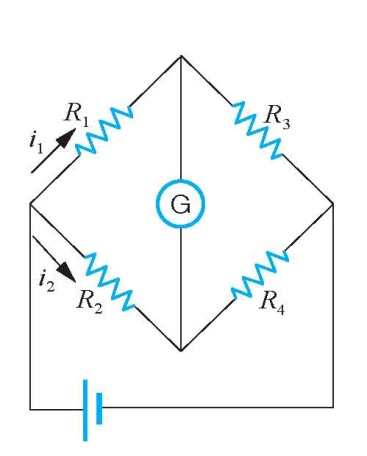 R₁
R₃
i₁
G
i₂
R₂
R₄